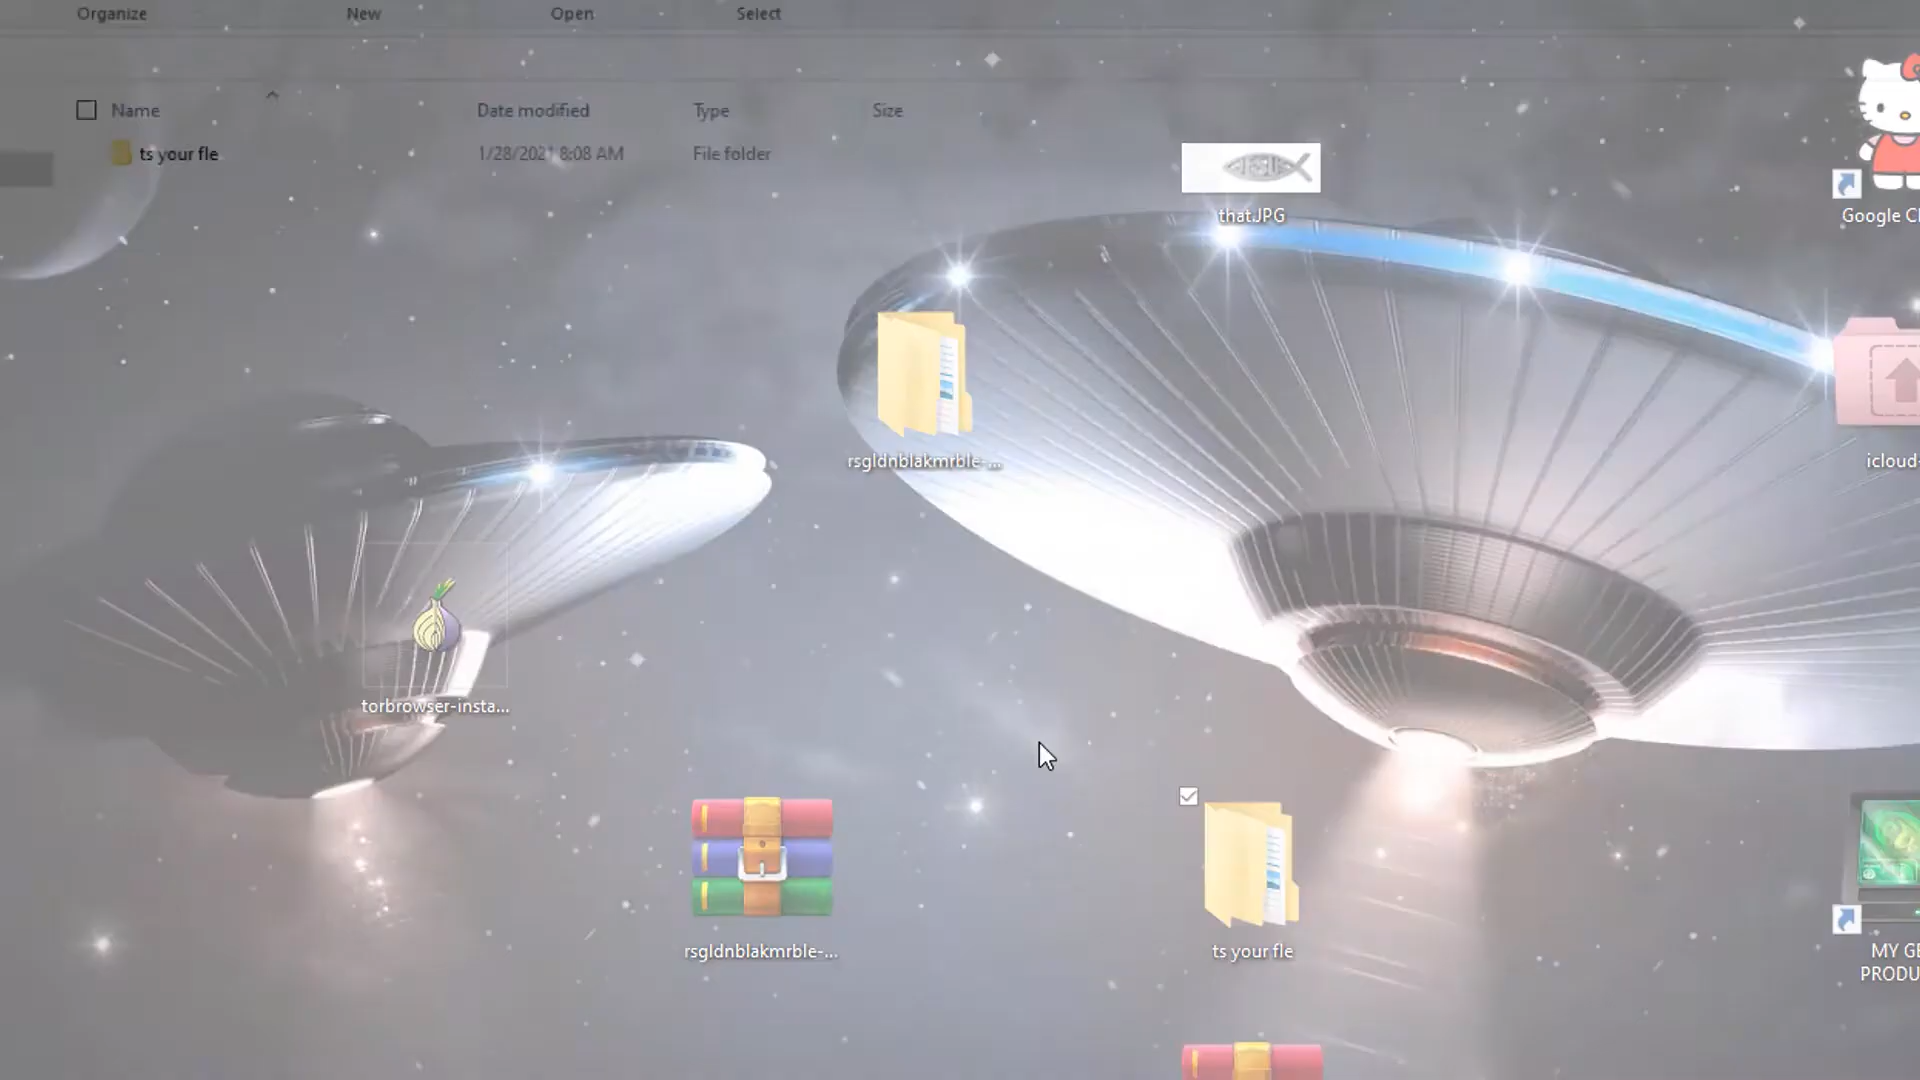 Organize New Open Select
Name Date modified Type Size
ts your fle 1/28/2021 8:08 AM File folder
that.JPG
Google Cl
rsgldnblakmrble-...
icloud-
torbrowser-insta...
rsgldnblakmrble-...
ts your fle
MY GE
PRODU